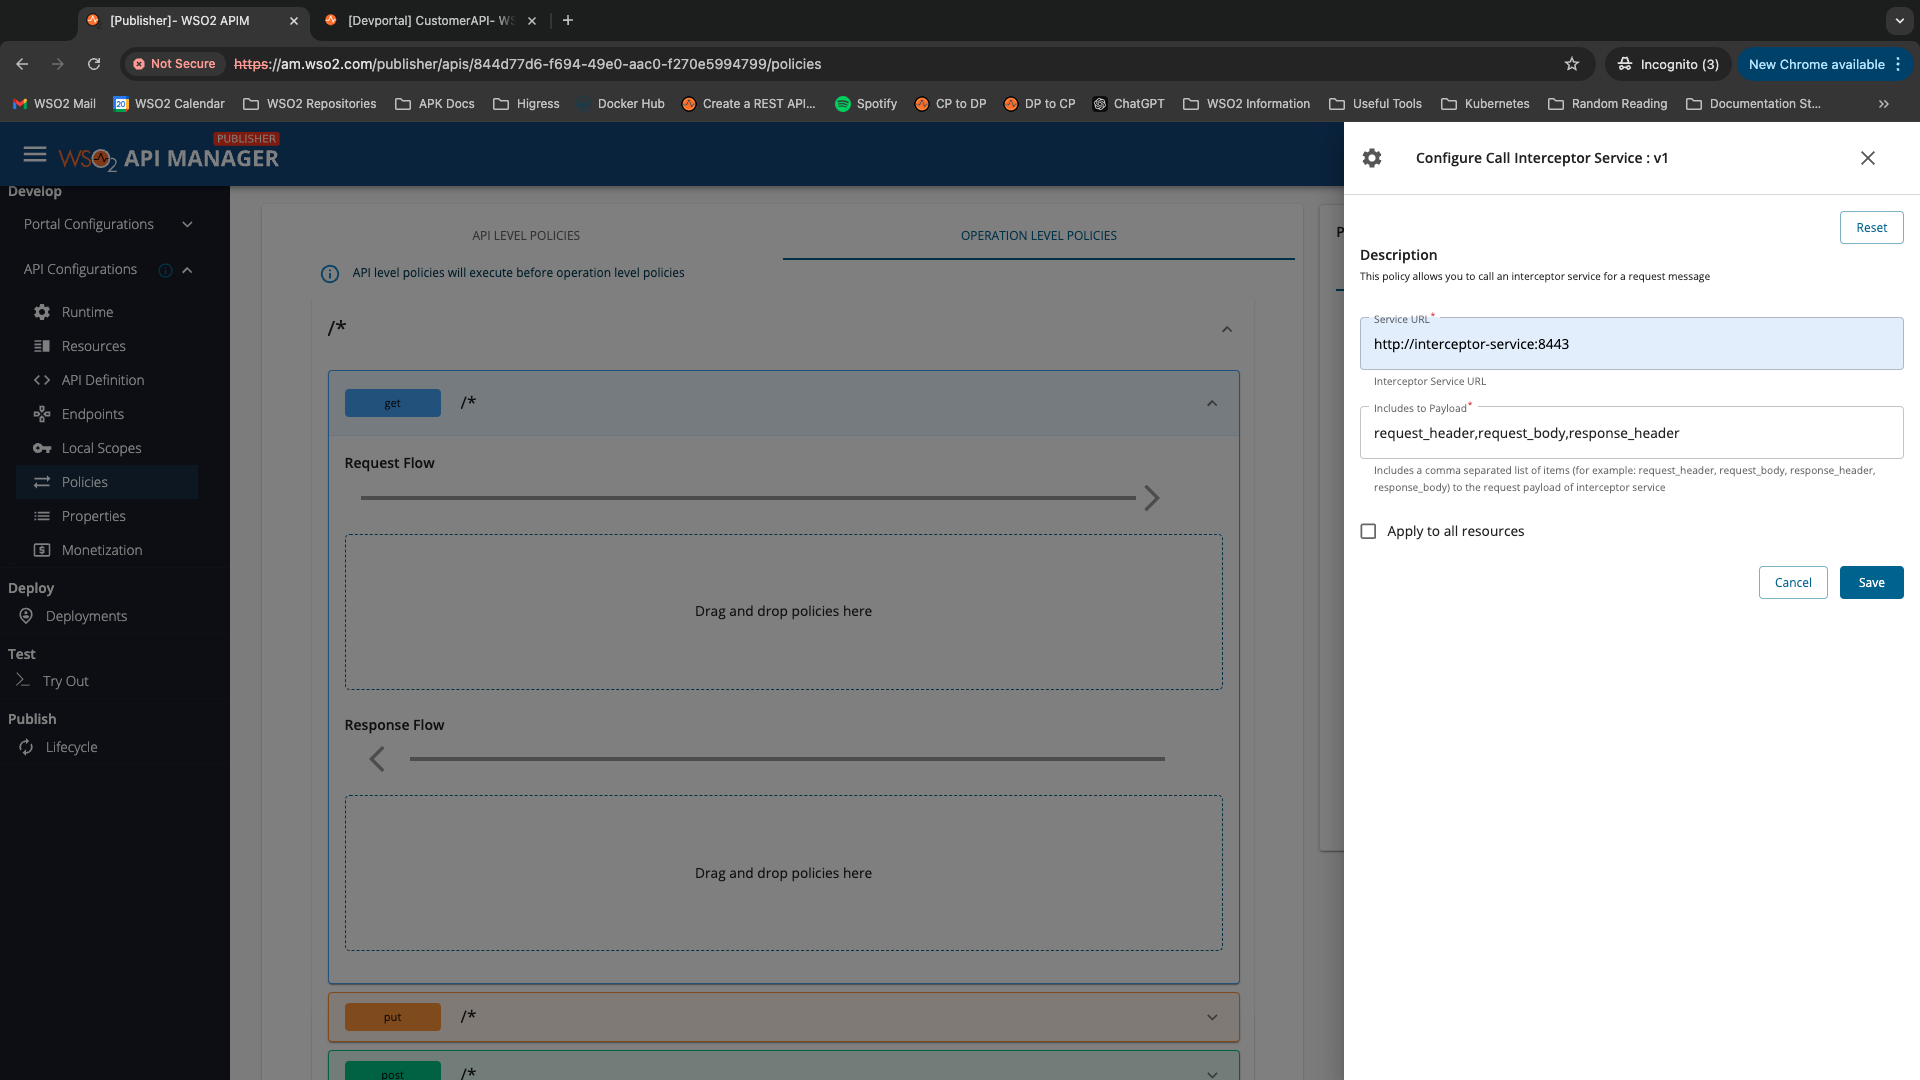 [Publisher]- WSO2 APIM
[Devportal] CustomerAPI- WS
Not Secure
https://am.wso2.com/publisher/apis/844d77d6-f694-49e0-aac0-f270e5994799/policies
Incognito (3)
New Chrome available
WSO2 Mail
20
WSO2 Calendar
WSO2 Repositories
APK Docs
Higress
Docker Hub
Create a REST API...
Spotify
CP to DP
DP to CP
ChatGPT
WSO2 Information
Useful Tools
Kubernetes
Random Reading
Documentation St...
PUBLISHER
WSO2 API MANAGER
Develop
Portal Configurations
API Configurations
Runtime
Resources
API Definition
Endpoints
Local Scopes
Policies
Properties
Monetization
Deploy
Deployments
Test
Try Out
Publish
Lifecycle
API LEVEL POLICIES
OPERATION LEVEL POLICIES
API level policies will execute before operation level policies
/*
get /*
Request Flow
Drag and drop policies here
Response Flow
Drag and drop policies here
put /*
post /*
P
Configure Call Interceptor Service : v1
Reset
Description
This policy allows you to call an interceptor service for a request message
Service URL*
http://interceptor-service:8443
Interceptor Service URL
Includes to Payload*
request_header,request_body,response_header
Includes a comma separated list of items (for example: request_header, request_body, response_header,
response_body) to the request payload of interceptor service
Apply to all resources
Cancel
Save